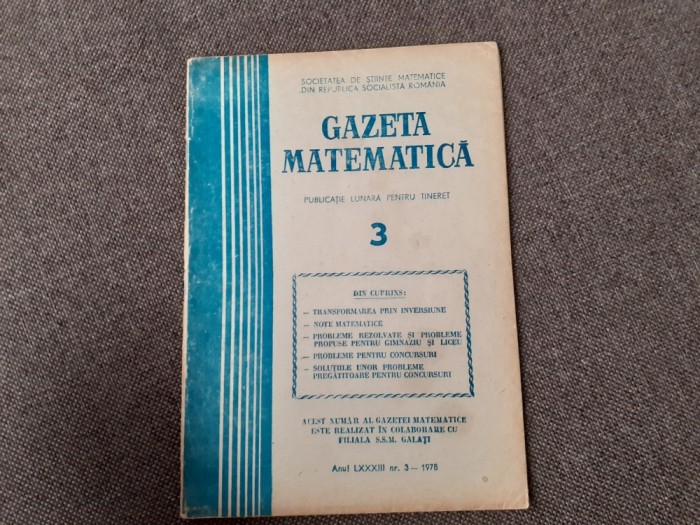 SOCIETATEA DE ȘTIINȚE MATEMATICE
DIN REPUBLICA SOCIALISTA ROMÂNIA
GAZETA
MATEMATICĂ
PUBLICAȚIE LUNARĂ PENTRU TINERET
3
DIN CUPRINS:
— TRANSFORMAREA PRIN INVERSIUNE
— NOTE MATEMATICE
— PROBLEME REZOLVATE ȘI PROBLEME
PROPUSE PENTRU GIMNAZIU ȘI LICEU
— PROBLEME PENTRU CONCURSURI
— SOLUȚIILE UNOR PROBLEME
PREGĂTITOARE PENTRU CONCURSURI
ACEST NUMĂR AL GAZETEI MATEMATICE
ESTE REALIZAT ÎN COLABORARE CU
FILIALA S.S.M. GALAȚI
Anul LXXXIII nr. 3 — 1978